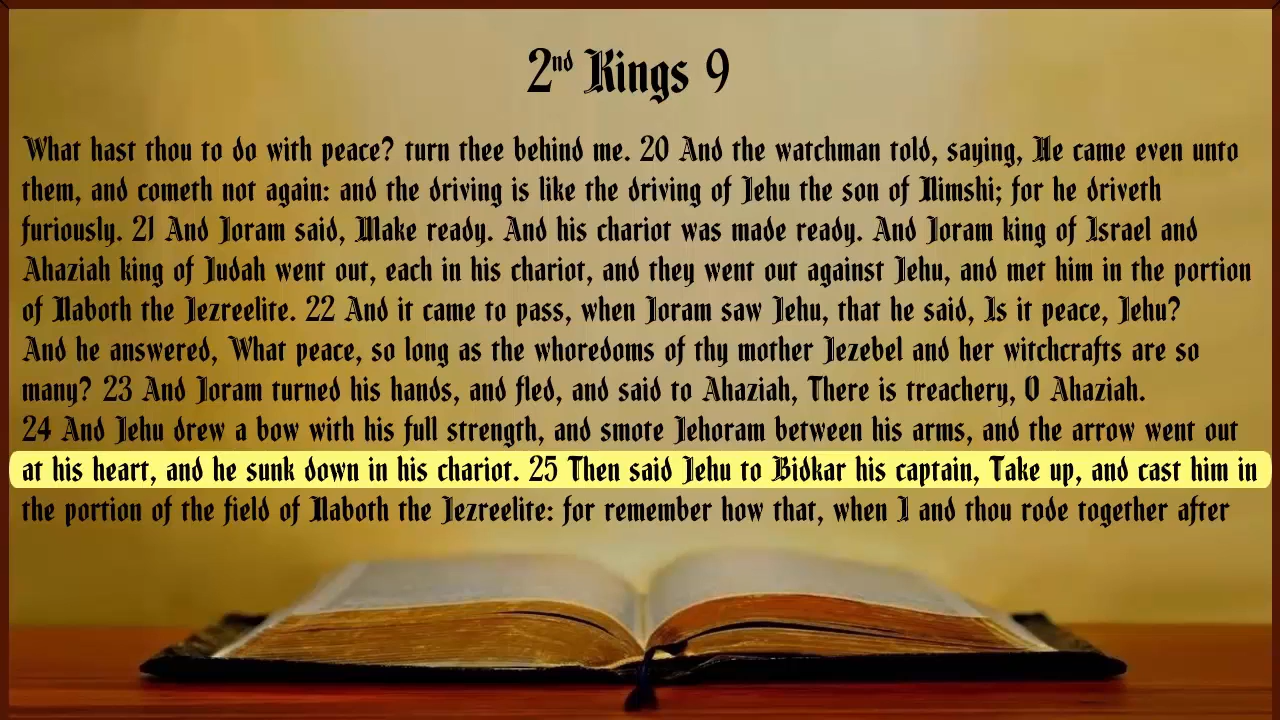 2nd Kings 9
What hast thou to do with peace? turn thee behind me. 20 And the watchman told, saying, He came even unto
them, and cometh not again: and the driving is like the driving of Jehu the son of Nimshi; for he driveth
furiously. 21 And Joram said, Make ready. And his chariot was made ready. And Joram king of Israel and
Ahaziah king of Judah went out, each in his chariot, and they went out against Jehu, and met him in the portion
of Naboth the Jezreelite. 22 And it came to pass, when Joram saw Jehu, that he said, Is it peace, Jehu?
And he answered, What peace, so long as the whoredoms of thy mother Jezebel and her witchcrafts are so
many? 23 And Joram turned his hands, and fled, and said to Ahaziah, There is treachery, O Ahaziah.
24 And Jehu drew a bow with his full strength, and smote Jehoram between his arms, and the arrow went out
at his heart, and he sunk down in his chariot. 25 Then said Jehu to Bidkar his captain, Take up, and cast him in
the portion of the field of Naboth the Jezreelite: for remember how that, when I and thou rode together after